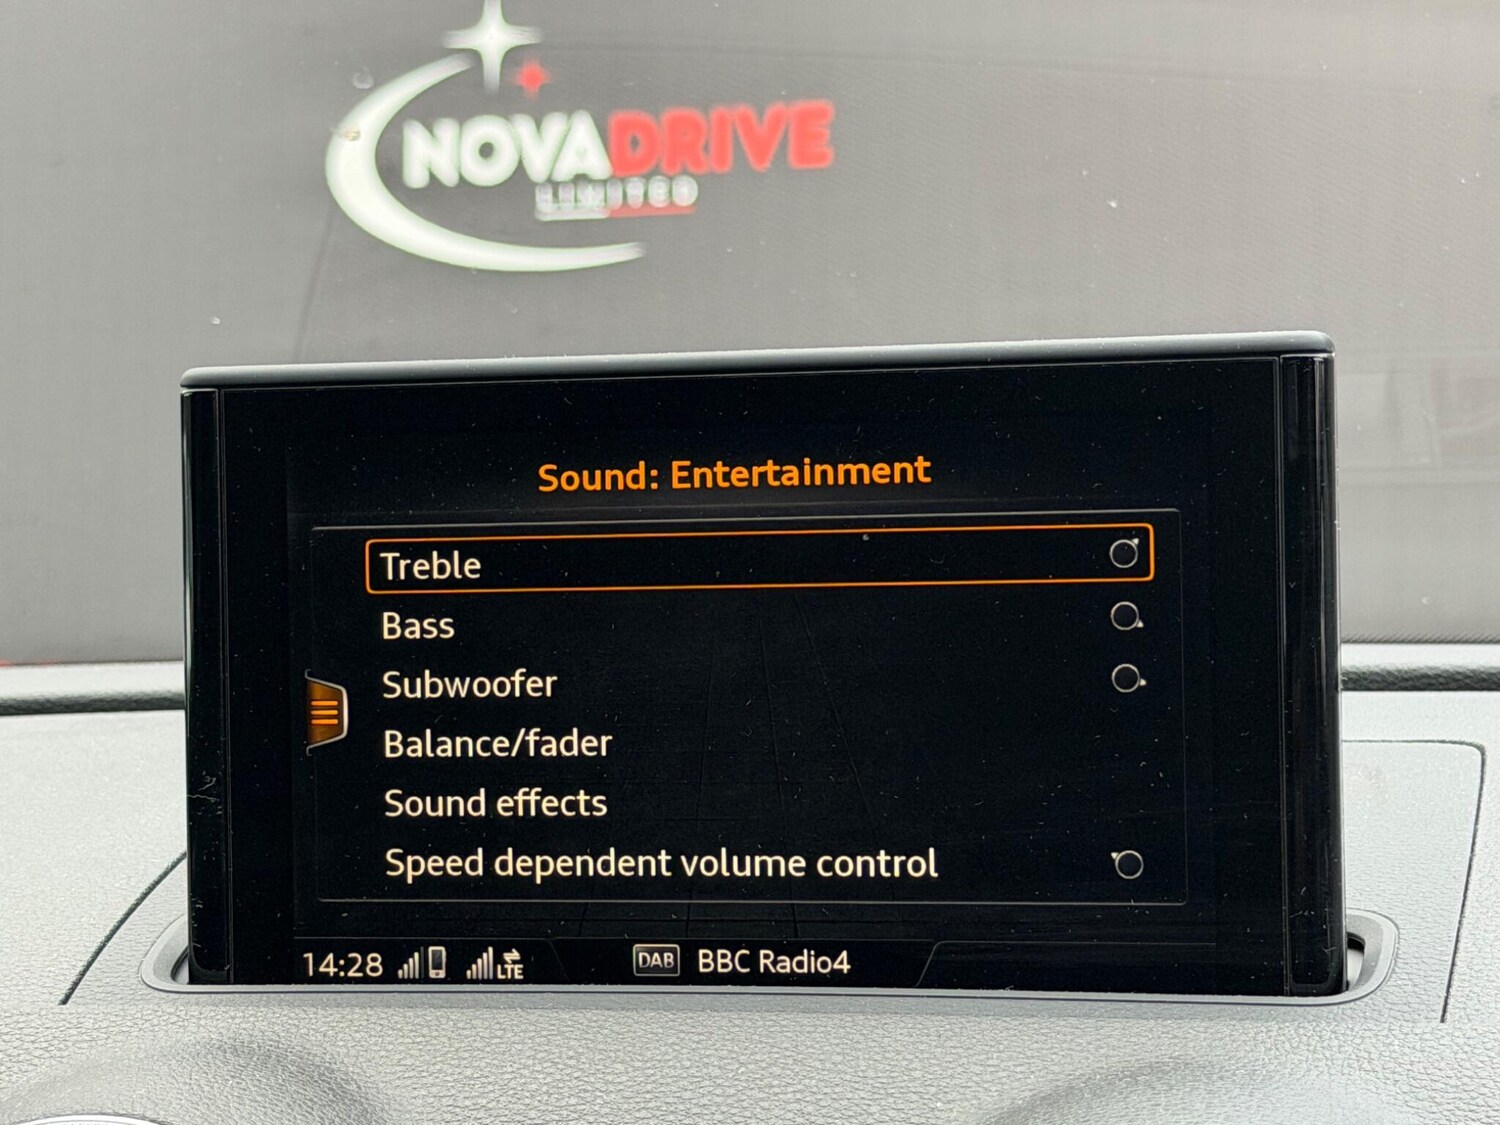 NOVADRIVE
LIMITED
Sound: Entertainment
Treble
Bass
Subwoofer
Balance/fader
Sound effects
Speed dependent volume control
14:28 LTE DAB BBC Radio4